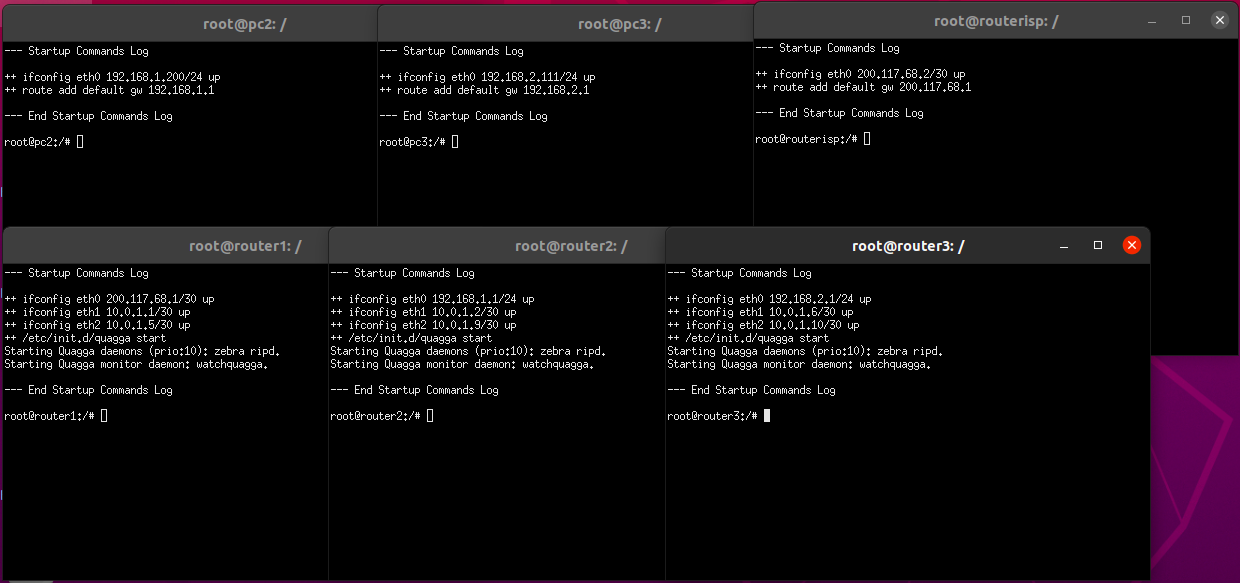 root@pc2: /
--- Startup Commands Log
++ ifconfig eth0 192.168.1.200/24 up
++ route add default gw 192.168.1.1
--- End Startup Commands Log
root@pc2:/#
root@pc3: /
--- Startup Commands Log
++ ifconfig eth0 192.168.2.111/24 up
++ route add default gw 192.168.2.1
--- End Startup Commands Log
root@pc3:/#
root@routerisp: /
--- Startup Commands Log
++ ifconfig eth0 200.117.68.2/30 up
++ route add default gw 200.117.68.1
--- End Startup Commands Log
root@routerisp:/#
root@router1: /
--- Startup Commands Log
++ ifconfig eth0 200.117.68.1/30 up
++ ifconfig eth1 10.0.1.1/30 up
++ ifconfig eth2 10.0.1.5/30 up
++ /etc/init.d/quagga start
Starting Quagga daemons (prio:10): zebra ripd.
Starting Quagga monitor daemon: watchquagga.
--- End Startup Commands Log
root@router1:/#
root@router2: /
--- Startup Commands Log
++ ifconfig eth0 192.168.1.1/24 up
++ ifconfig eth1 10.0.1.2/30 up
++ ifconfig eth2 10.0.1.9/30 up
++ /etc/init.d/quagga start
Starting Quagga daemons (prio:10): zebra ripd.
Starting Quagga monitor daemon: watchquagga.
--- End Startup Commands Log
root@router2:/#
root@router3: /
--- Startup Commands Log
++ ifconfig eth0 192.168.2.1/24 up
++ ifconfig eth1 10.0.1.6/30 up
++ ifconfig eth2 10.0.1.10/30 up
++ /etc/init.d/quagga start
Starting Quagga daemons (prio:10): zebra ripd.
Starting Quagga monitor daemon: watchquagga.
--- End Startup Commands Log
root@router3:/#